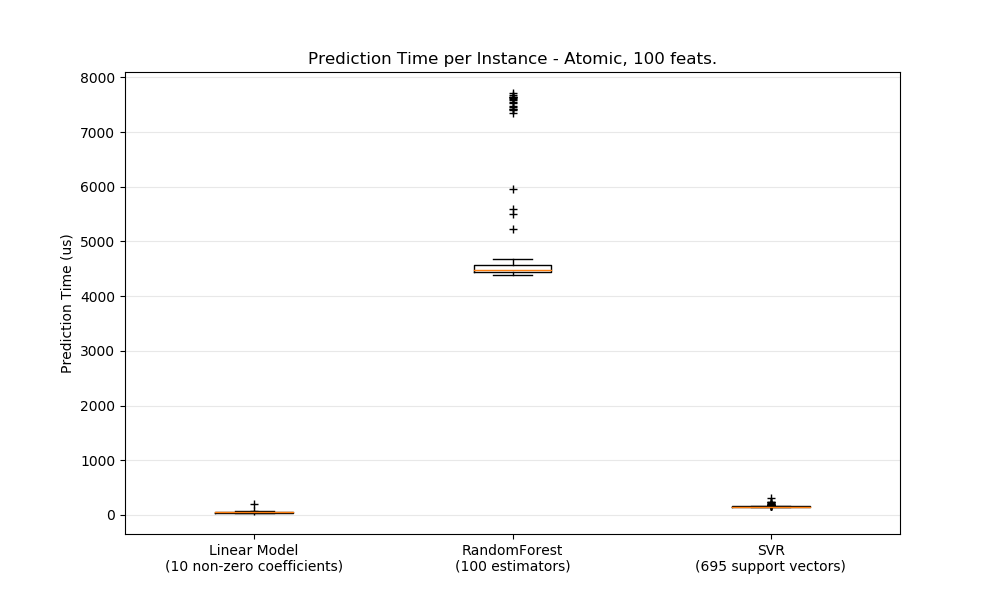 Prediction Time per Instance - Atomic, 100 feats.
8000
7000
6000
5000
4000
3000
2000
1000
0
Prediction Time (us)
Linear Model
(10 non-zero coefficients)
RandomForest
(100 estimators)
SVR
(695 support vectors)